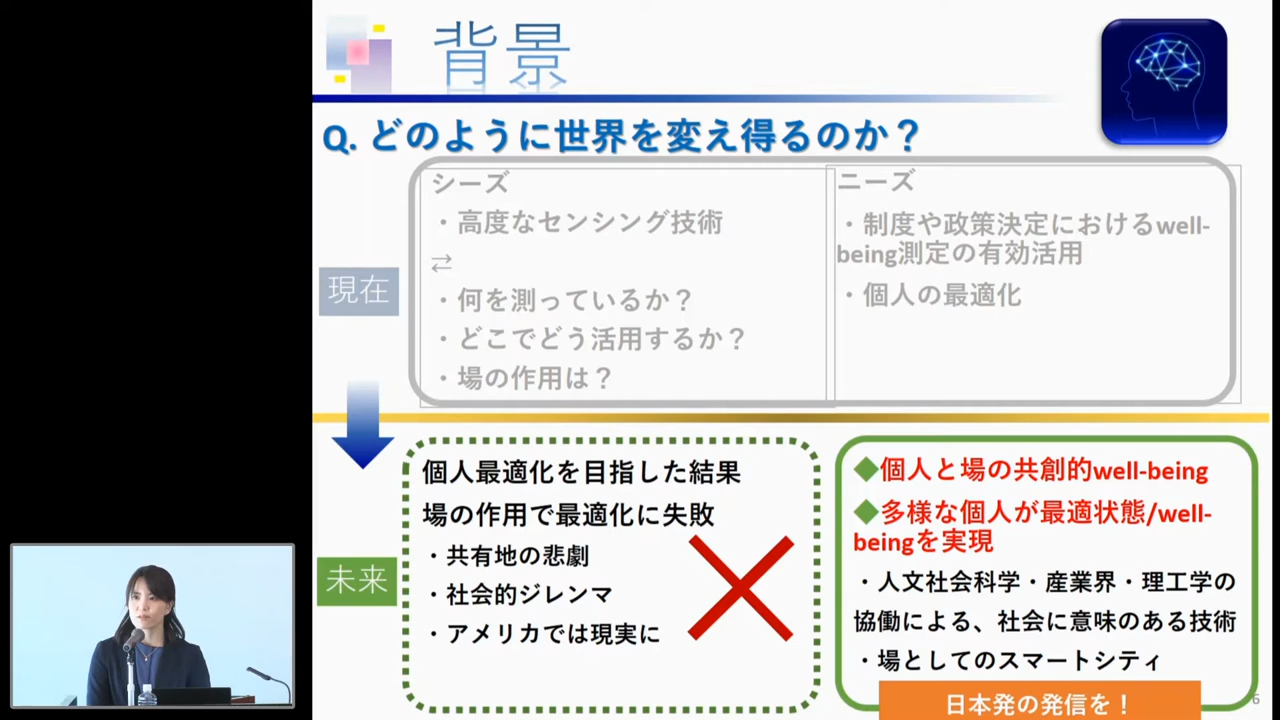 背景
Q. どのように世界を変え得るのか？
シーズ
・高度なセンシング技術
⇄
・何を測っているか？
・どこでどう活用するか？
・場の作用は？
ニーズ
・制度や政策決定におけるwell-
being測定の有効活用
・個人の最適化
現在
未来
個人最適化を目指した結果
場の作用で最適化に失敗
・共有地の悲劇
・社会的ジレンマ
・アメリカでは現実に
◆個人と場の共創的well-being
◆多様な個人が最適状態/well-
beingを実現
・人文社会科学・産業界・理工学の
協働による、社会に意味のある技術
・場としてのスマートシティ
日本発の発信を！
6